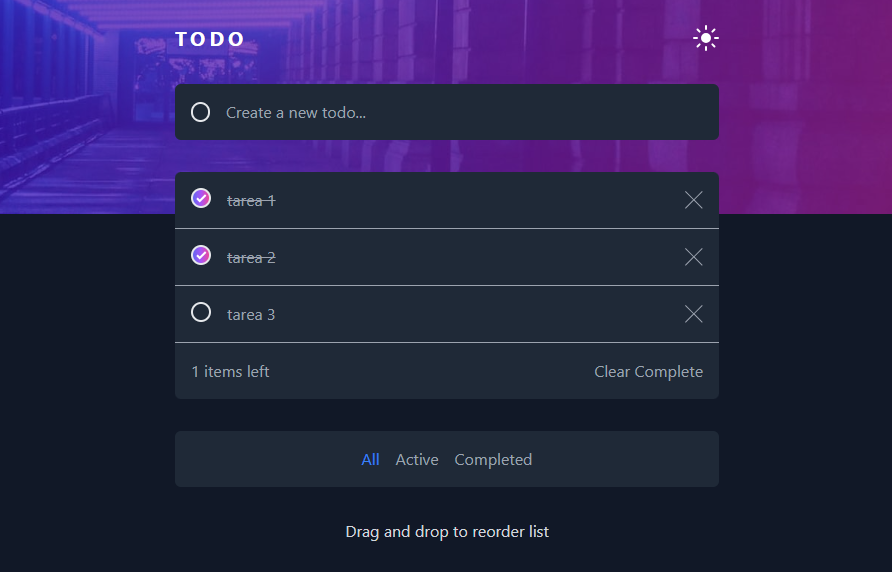 TODO
Create a new todo...
tarea 1
tarea 2
tarea 3
1 items left Clear Complete
All Active Completed
Drag and drop to reorder list